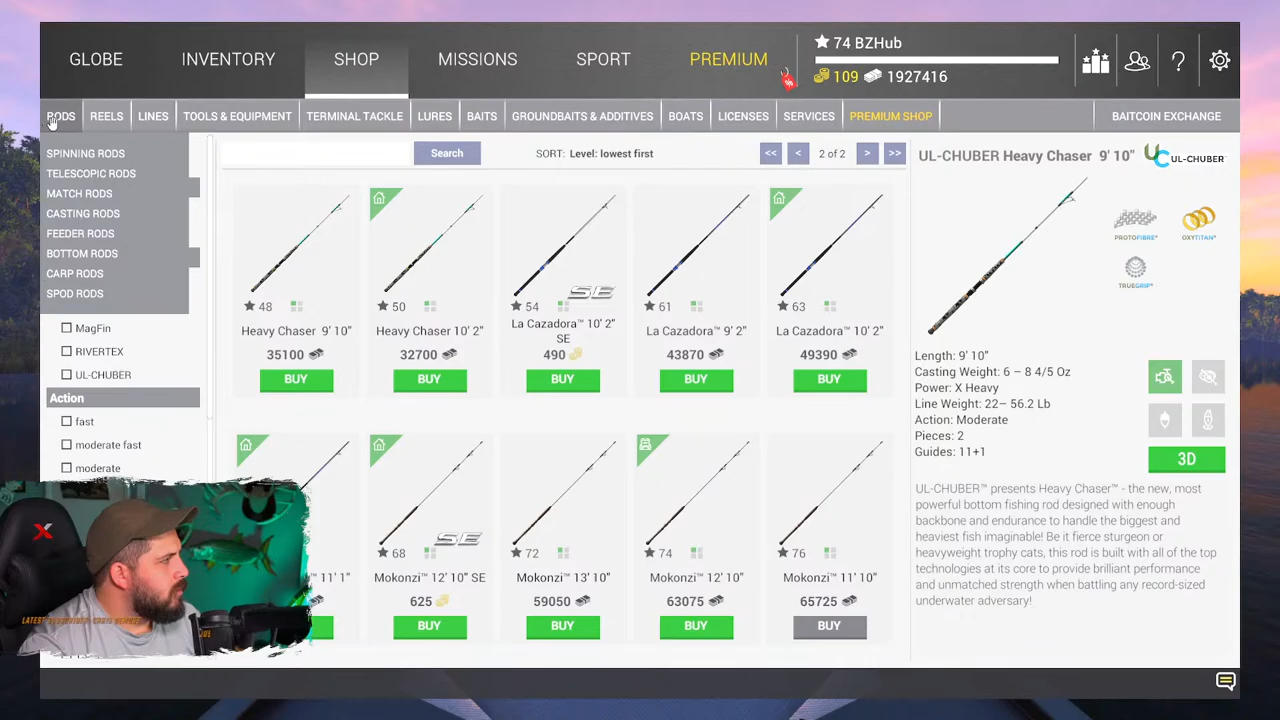 GLOBE
INVENTORY
SHOP
MISSIONS
SPORT
PREMIUM
%
74 BZHub
109 1927416
?
RODS
REELS
LINES
TOOLS & EQUIPMENT
TERMINAL TACKLE
LURES
BAITS
GROUNDBAITS & ADDITIVES
BOATS
LICENSES
SERVICES
PREMIUM SHOP
BAITCOIN EXCHANGE
SPINNING RODS
TELESCOPIC RODS
MATCH RODS
CASTING RODS
FEEDER RODS
BOTTOM RODS
CARP RODS
SPOD RODS
MagFin
RIVERTEX
UL-CHUBER
Action
fast
moderate fast
moderate
Search
SORT: Level: lowest first
<<
<
2 of 2
>
>>
48
Heavy Chaser 9' 10"
35100
BUY
50
Heavy Chaser 10' 2"
32700
BUY
54
SE
La Cazadora™ 10' 2"
SE
490
BUY
61
La Cazadora™ 9' 2"
43870
BUY
63
La Cazadora™ 10' 2"
49390
BUY
11' 1"
68
SE
Mokonzi™ 12' 10" SE
625
BUY
72
Mokonzi™ 13' 10"
59050
BUY
74
Mokonzi™ 12' 10"
63075
BUY
76
Mokonzi™ 11' 10"
65725
BUY
UL-CHUBER Heavy Chaser 9' 10"
UC UL-CHUBER
PROTOFIBRE®
OXYTITAN®
TRUEGRIP®
Length: 9' 10"
Casting Weight: 6 – 8 4/5 Oz
Power: X Heavy
Line Weight: 22– 56.2 Lb
Action: Moderate
Pieces: 2
Guides: 11+1
3D
UL-CHUBER™ presents Heavy Chaser™ - the new, most
powerful bottom fishing rod designed with enough
backbone and endurance to handle the biggest and
heaviest fish imaginable! Be it fierce sturgeon or
heavyweight trophy cats, this rod is built with all of the top
technologies at its core to provide brilliant performance
and unmatched strength when battling any record-sized
underwater adversary!